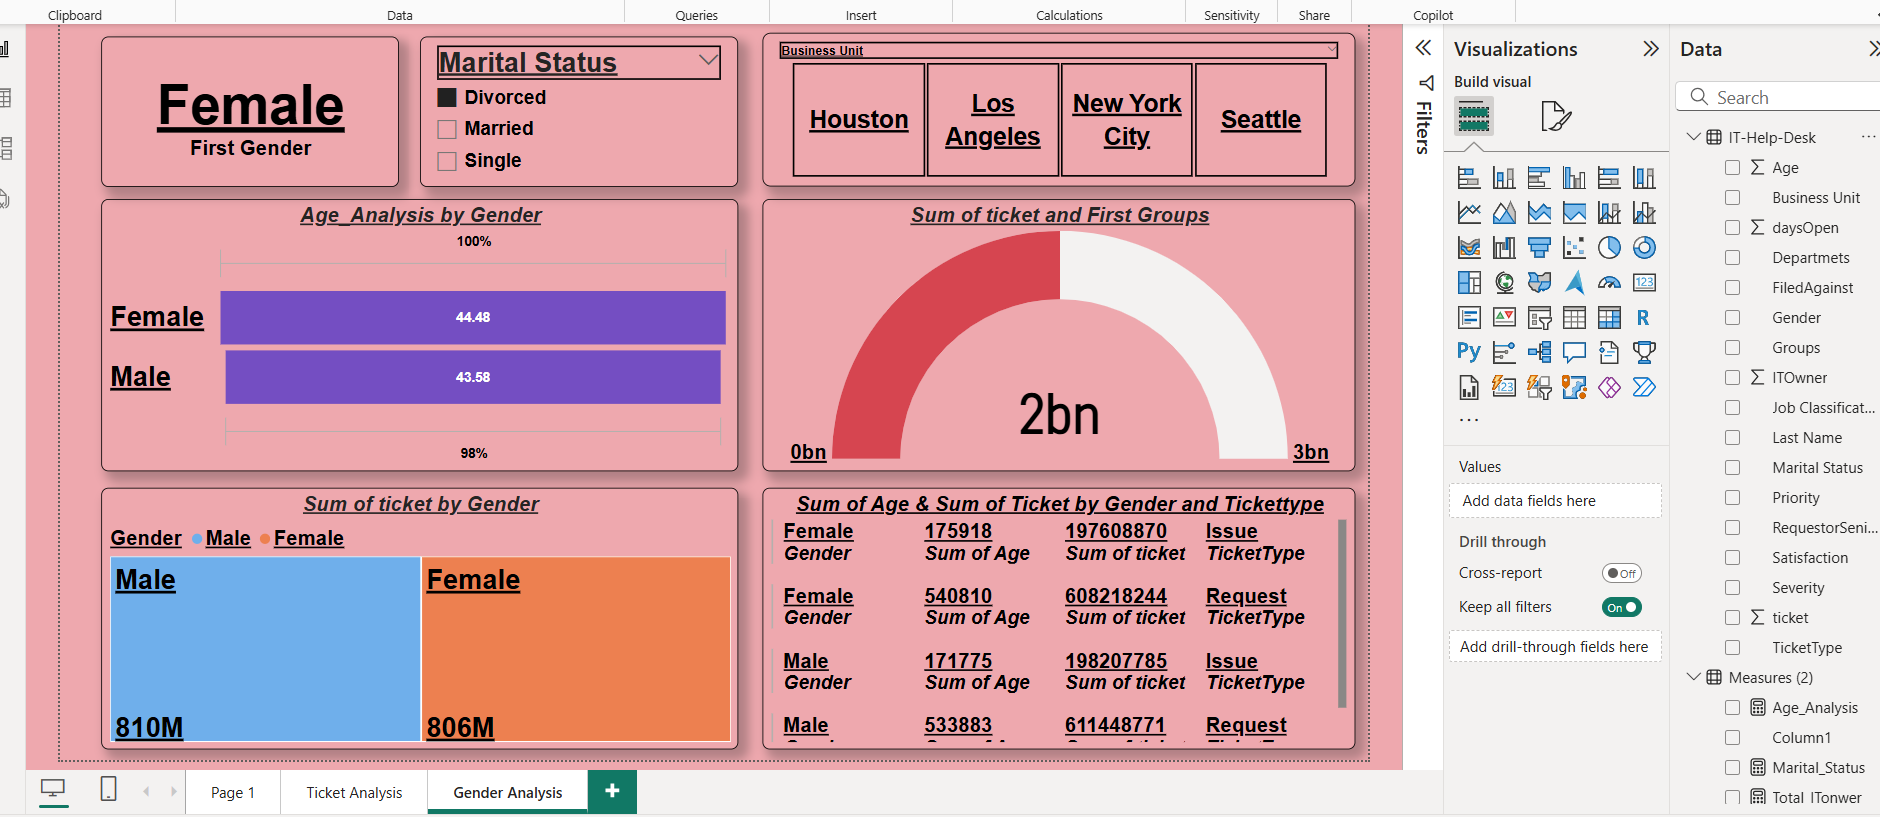 Clipboard
Data
Queries
Insert
Calculations
Sensitivity
Share
Copilot
Female
First Gender
Marital Status
Divorced
Married
Single
Business Unit
Houston
Los
Angeles
New York
City
Seattle
Age_Analysis by Gender
100%
Female
44.48
Male
43.58
98%
Sum of ticket and First Groups
2bn
0bn
3bn
Sum of ticket by Gender
Gender Male Female
Male
810M
Female
806M
Sum of Age & Sum of Ticket by Gender and Tickettype
Female 175918 197608870 Issue
Gender Sum of Age Sum of ticket TicketType
Female 540810 608218244 Request
Gender Sum of Age Sum of ticket TicketType
Male 171775 198207785 Issue
Gender Sum of Age Sum of ticket TicketType
Male 533883 611448771 Request
Page 1
Ticket Analysis
Gender Analysis
+
Filters
Visualizations
Build visual
123
R
Py
123
...
Values
Add data fields here
Drill through
Cross-report
Off
Keep all filters
On
Add drill-through fields here
Data
Search
IT-Help-Desk
...
Age
Business Unit
daysOpen
Departmets
FiledAgainst
Gender
Groups
ITOwner
Job Classificat...
Last Name
Marital Status
Priority
RequestorSeni...
Satisfaction
Severity
ticket
TicketType
Measures (2)
Age_Analysis
Column1
Marital_Status
Total_ITonwer